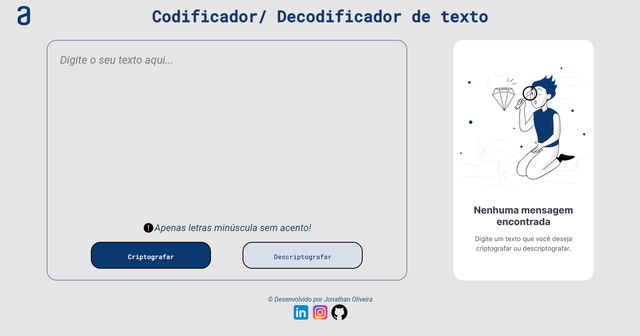 Codificador/ Decodificador de texto
Digite o seu texto aqui...
Apenas letras minúscula sem acento!
Criptografar
Descriptografar
Nenhuma mensagem
encontrada
Digite um texto que você deseja
criptografar ou descriptografar.
© Desenvolvido por Jonathan Oliveira